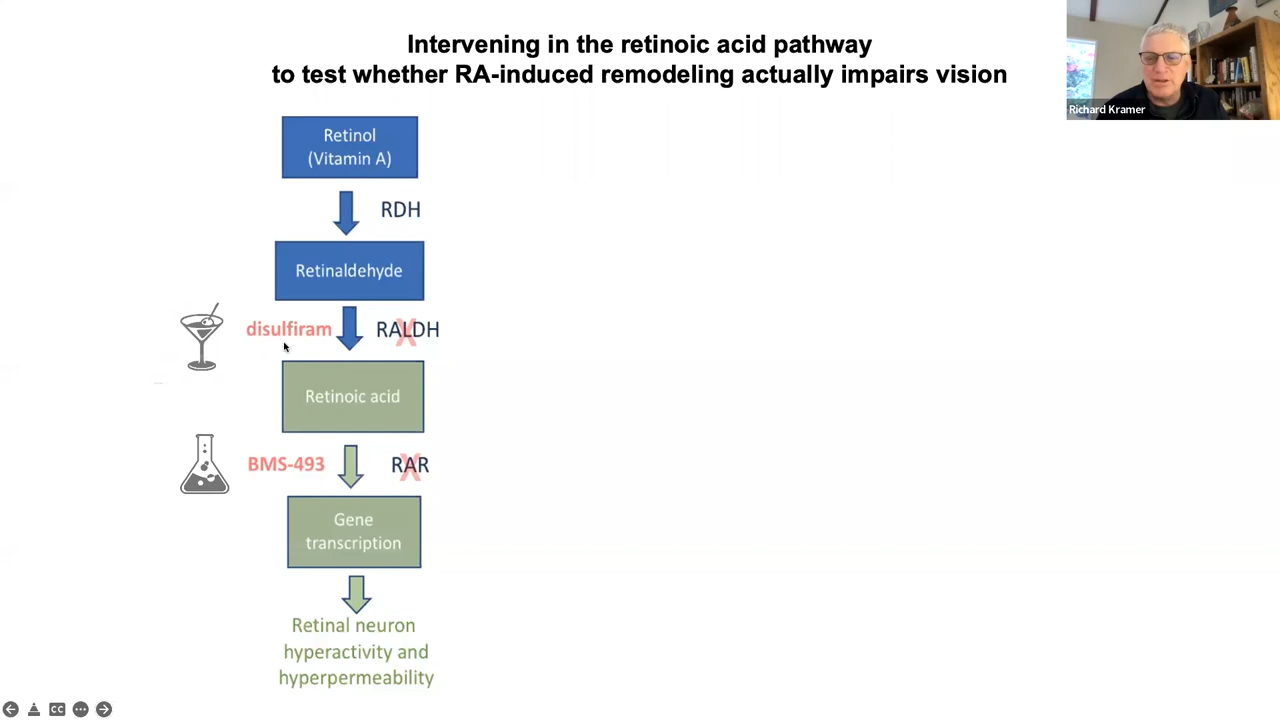 Intervening in the retinoic acid pathway
to test whether RA-induced remodeling actually impairs vision
Richard Kramer
Retinol
(Vitamin A)
RDH
Retinaldehyde
disulfiram
RALDH
X
Retinoic acid
BMS-493
RAR
X
Gene
transcription
Retinal neuron
hyperactivity and
hyperpermeability
CC